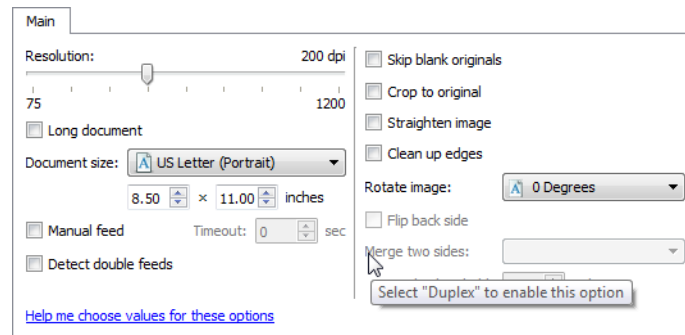 Main
Resolution: 200 dpi
75 1200
Long document
Document size: US Letter (Portrait)
8.50 × 11.00 inches
Manual feed Timeout: 0 sec
Detect double feeds
Help me choose values for these options
Skip blank originals
Crop to original
Straighten image
Clean up edges
Rotate image: 0 Degrees
Flip back side
Merge two sides:
Select "Duplex" to enable this option